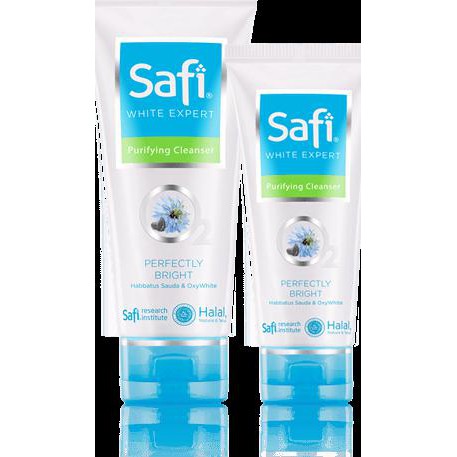 Safi®
WHITE EXPERT
Purifying Cleanser
O2
PERFECTLY
BRIGHT
Habbatus Sauda & OxyWhite
Safi research
institute
Halal,
Safi®
WHITE EXPERT
Purifying Cleanser
PERFECTLY
BRIGHT
Habbatus Sauda & OxyWhite
Safi research
institute
Halal,